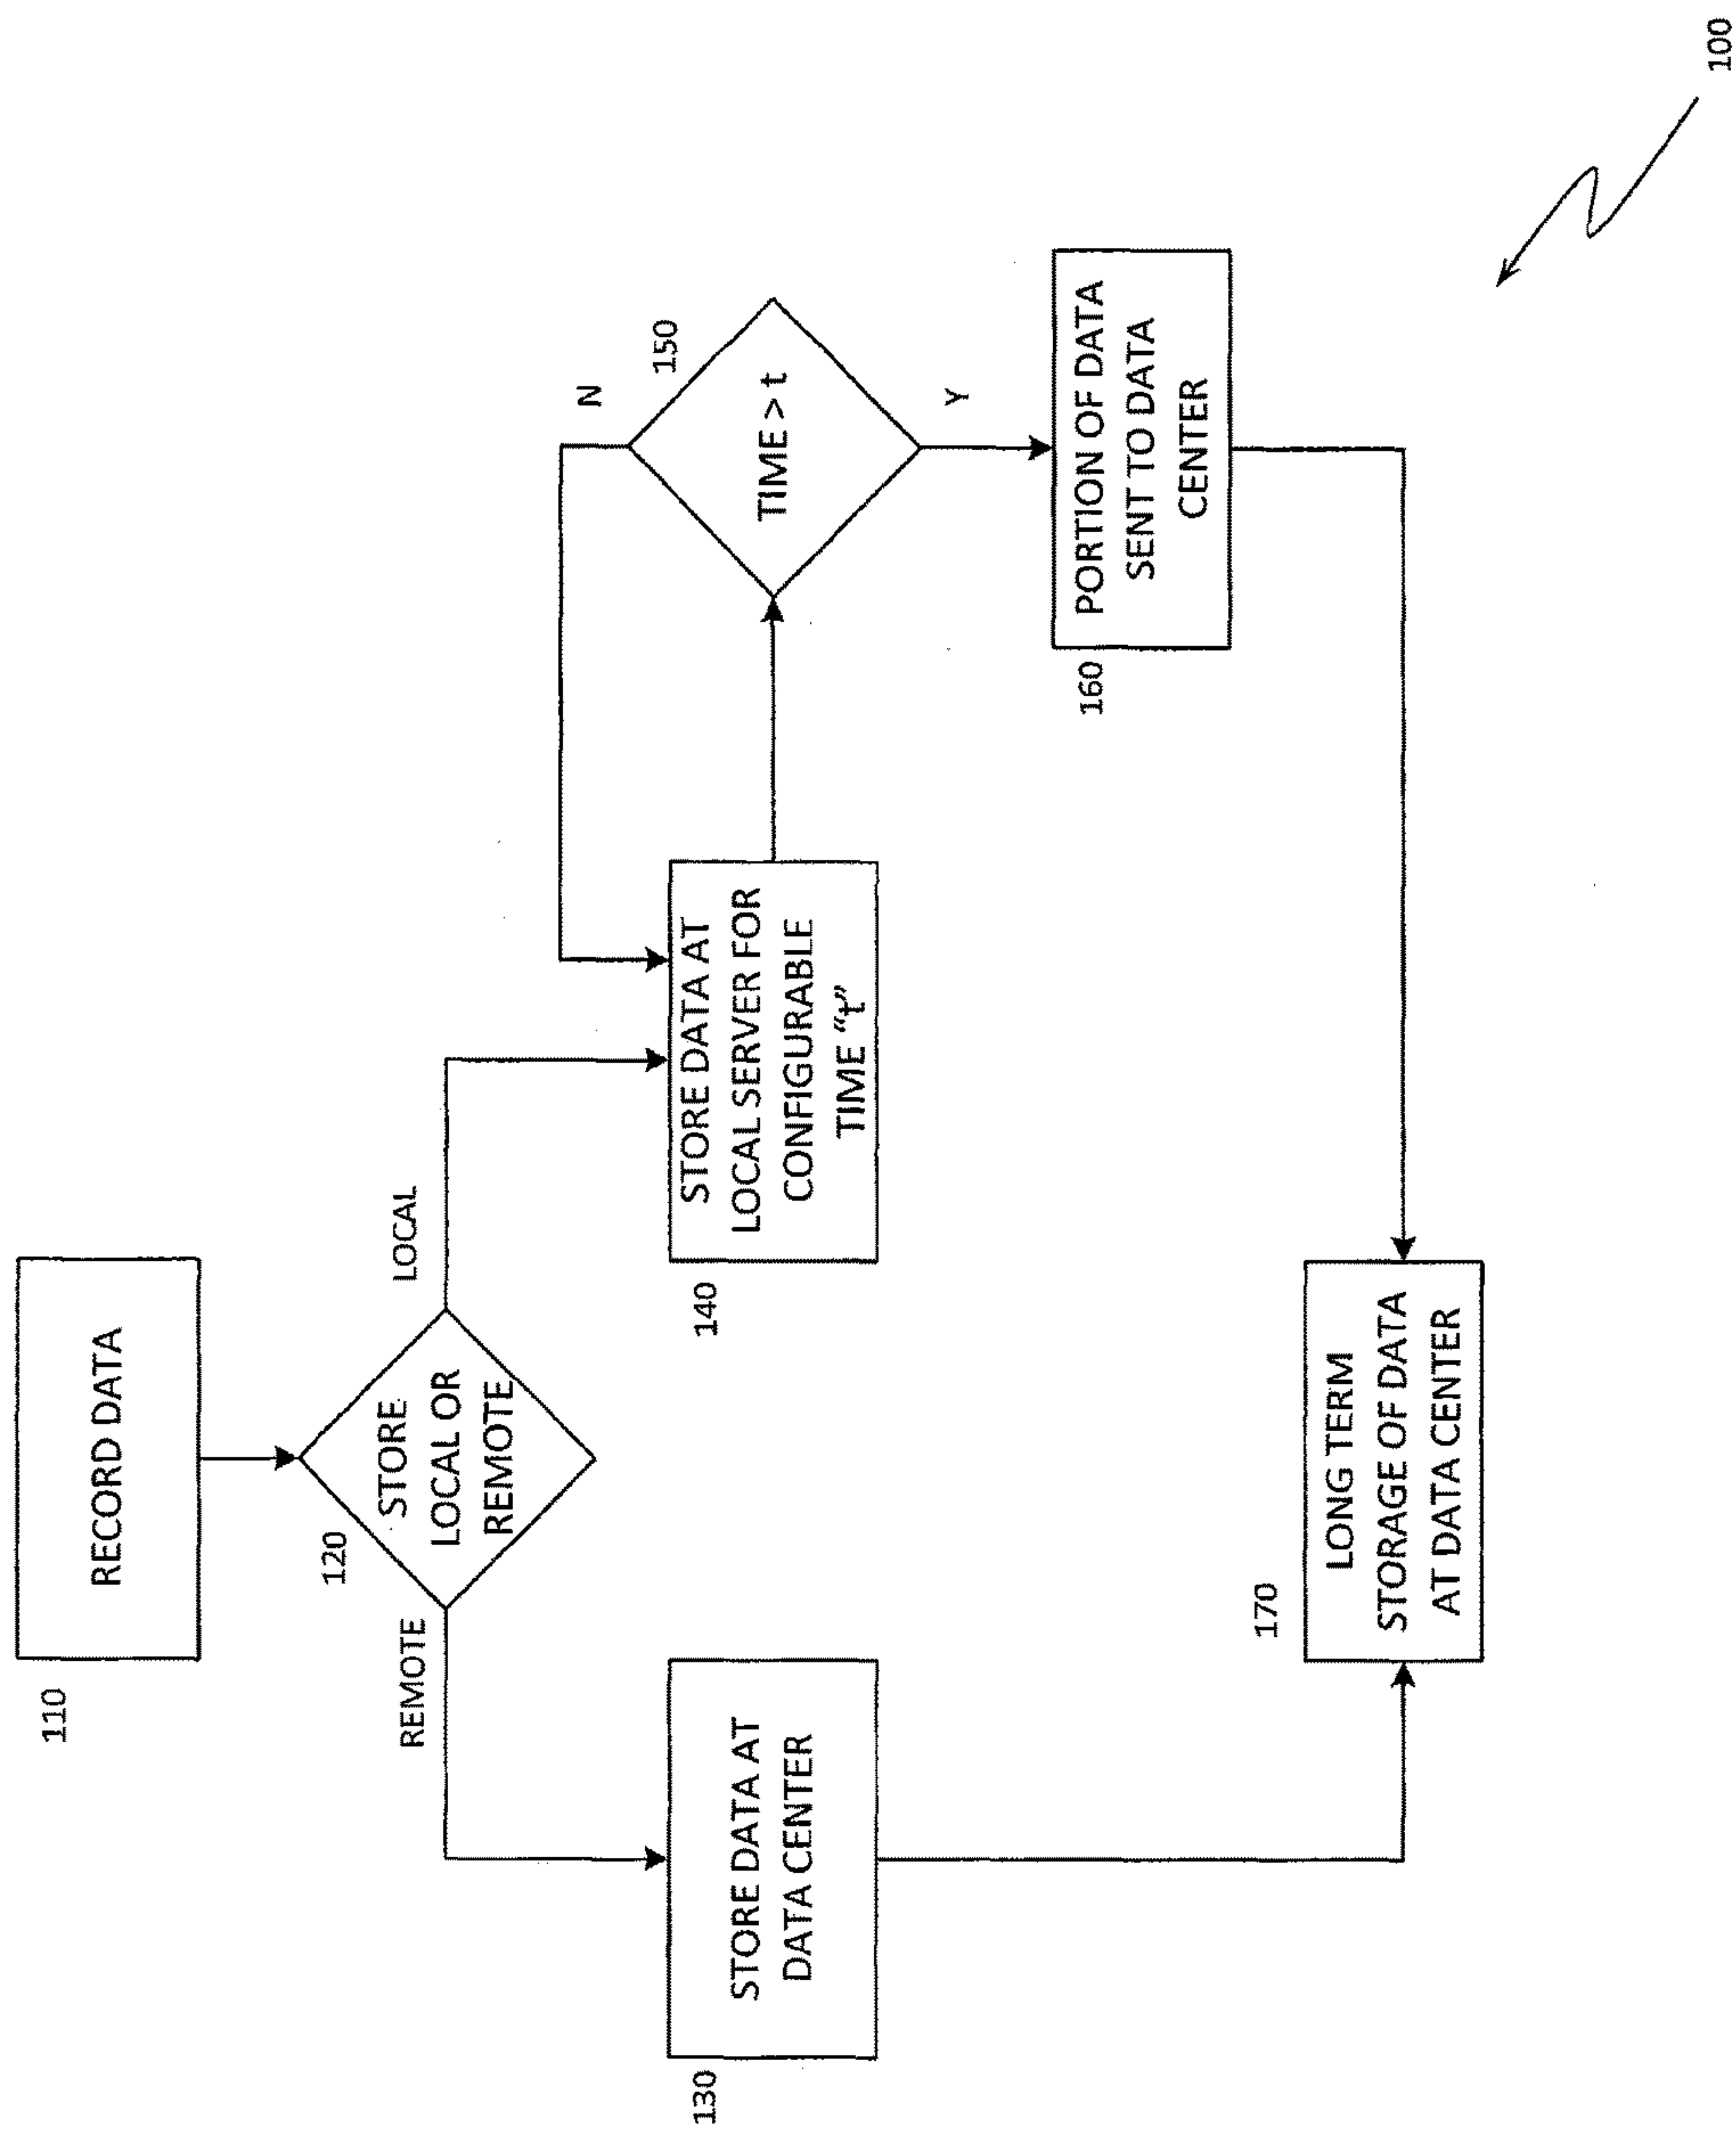 110
RECORD DATA
120
STORE
LOCAL OR
REMOTE
REMOTE
LOCAL
130
STORE DATA AT
DATA CENTER
140
STORE DATA AT
LOCAL SERVER FOR
CONFIGURABLE
TIME “t”
N
150
TIME > t
Y
160
PORTION OF DATA
SENT TO DATA
CENTER
170
LONG TERM
STORAGE OF DATA
AT DATA CENTER
100